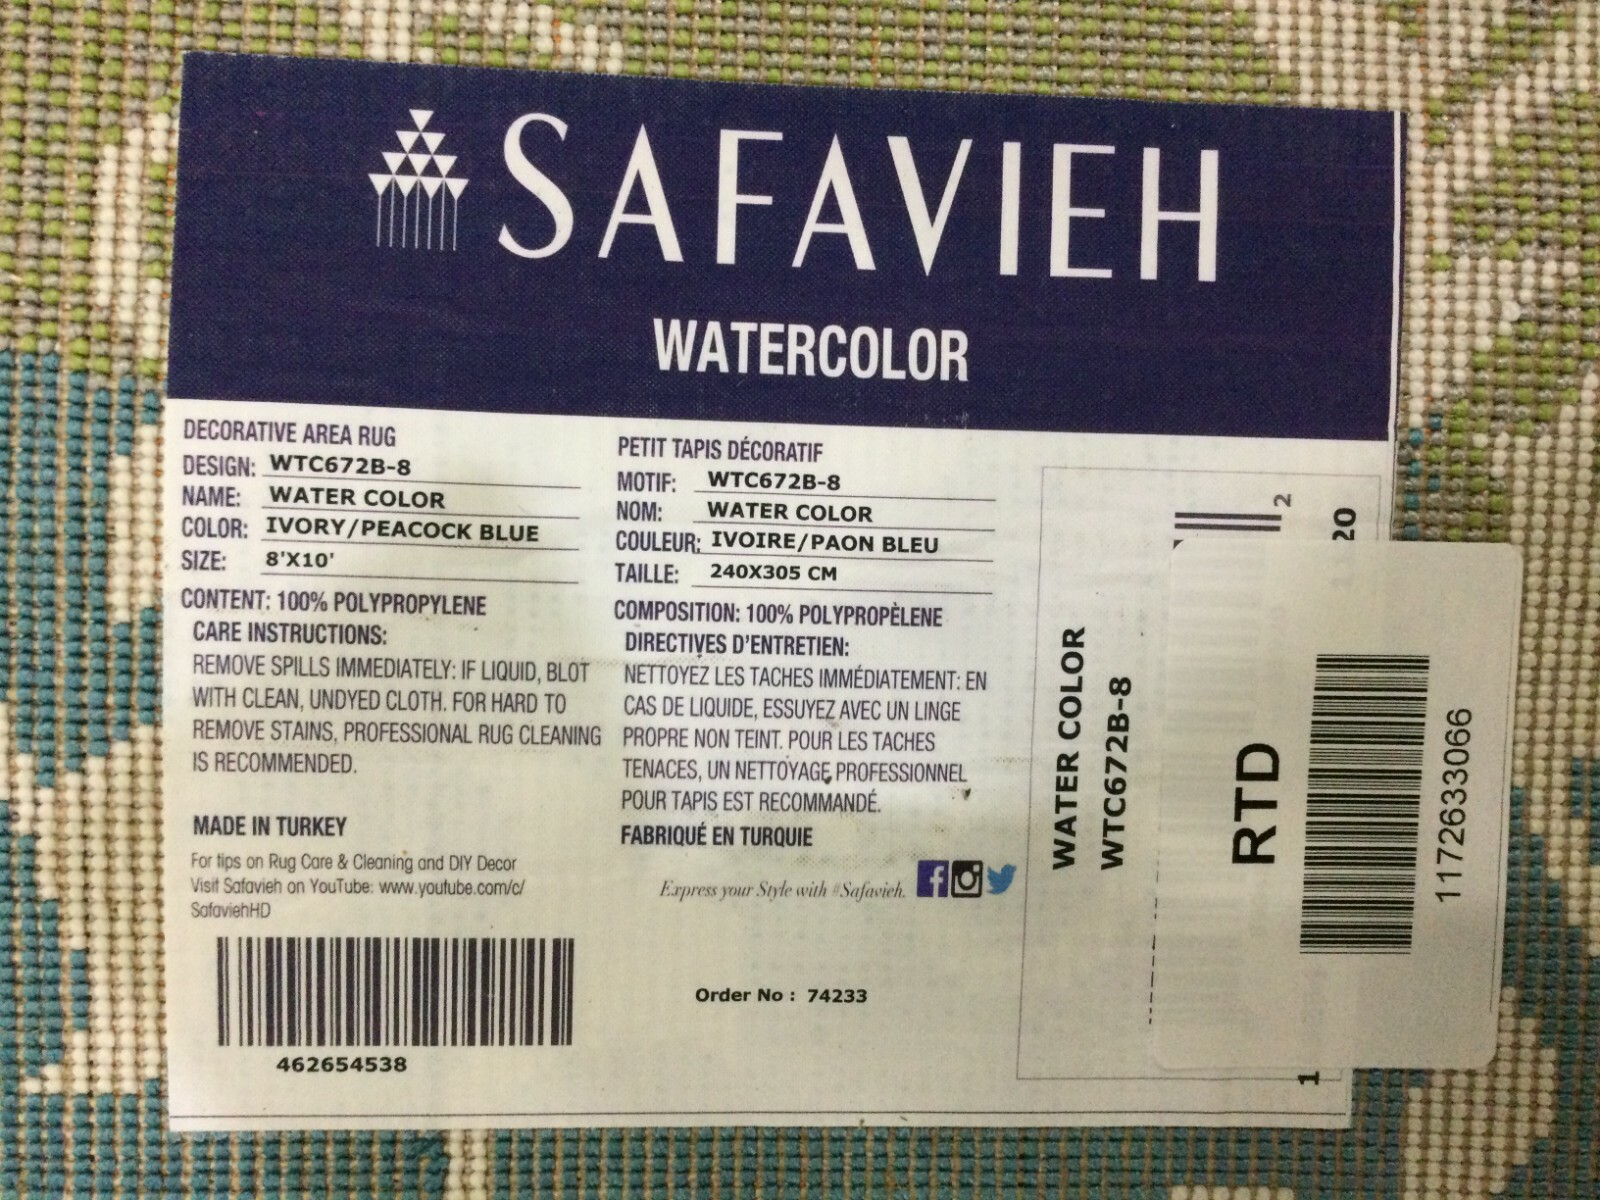 SAFAVIEH
WATERCOLOR
DECORATIVE AREA RUG
DESIGN: WTC672B-8
NAME: WATER COLOR
COLOR: IVORY/PEACOCK BLUE
SIZE: 8'X10'
CONTENT: 100% POLYPROPYLENE
CARE INSTRUCTIONS:
REMOVE SPILLS IMMEDIATELY: IF LIQUID, BLOT
WITH CLEAN, UNDYED CLOTH. FOR HARD TO
REMOVE STAINS, PROFESSIONAL RUG CLEANING
IS RECOMMENDED.
MADE IN TURKEY
For tips on Rug Care & Cleaning and DIY Decor
Visit Safavieh on YouTube: www.youtube.com/c/
SafaviehHD
462654538
PETIT TAPIS DÉCORATIF
MOTIF: WTC672B-8
NOM: WATER COLOR
COULEUR: IVOIRE/PAON BLEU
TAILLE: 240X305 CM
COMPOSITION: 100% POLYPROPÈLENE
DIRECTIVES D'ENTRETIEN:
NETTOYEZ LES TACHES IMMÉDIATEMENT: EN
CAS DE LIQUIDE, ESSUYEZ AVEC UN LINGE
PROPRE NON TEINT. POUR LES TACHES
TENACES, UN NETTOYAGE PROFESSIONNEL
POUR TAPIS EST RECOMMANDÉ.
FABRIQUÉ EN TURQUIE
Express your Style with #Safavieh.
Order No : 74233
WATER COLOR
WTC672B-8
2
20
1
RTD
1172633066